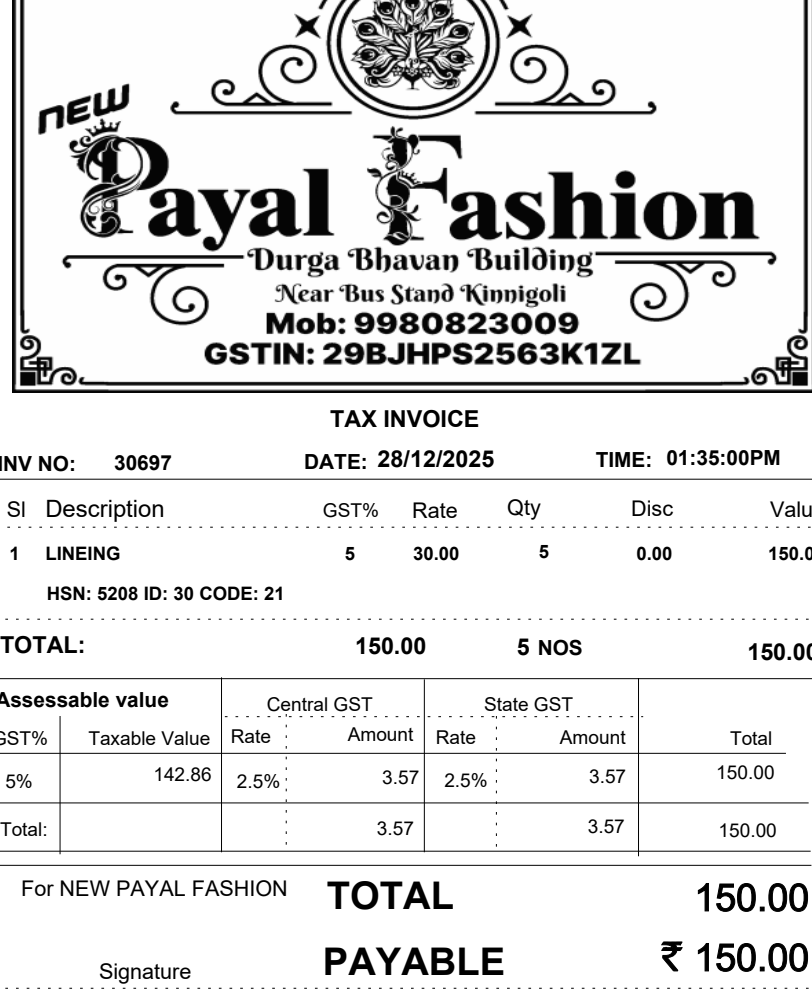 NEW
Payal Fashion
Durga Bhavan Building
Near Bus Stand Kinnigoli
Mob: 9980823009
GSTIN: 29BJHPS2563K1ZL
TAX INVOICE
INV NO: 30697 DATE: 28/12/2025 TIME: 01:35:00PM
Sl Description GST% Rate Qty Disc Valu
1 LINEING 5 30.00 5 0.00 150.0
HSN: 5208 ID: 30 CODE: 21
TOTAL: 150.00 5 NOS 150.00
Assessable value Central GST State GST
GST% Taxable Value Rate Amount Rate Amount Total
5% 142.86 2.5% 3.57 2.5% 3.57 150.00
Total: 3.57 3.57 150.00
For NEW PAYAL FASHION TOTAL 150.00
Signature PAYABLE ₹ 150.00